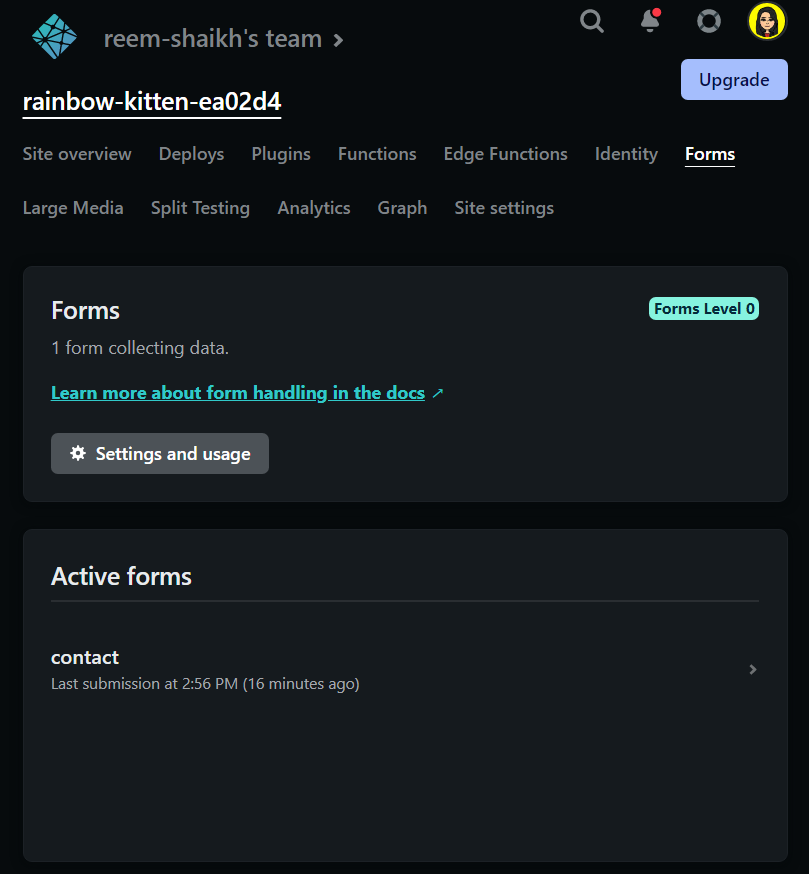 reem-shaikh's team
Upgrade
rainbow-kitten-ea02d4
Site overview Deploys Plugins Functions Edge Functions Identity Forms
Large Media Split Testing Analytics Graph Site settings
Forms
Forms Level 0
1 form collecting data.
Learn more about form handling in the docs
Settings and usage
Active forms
contact
Last submission at 2:56 PM (16 minutes ago)